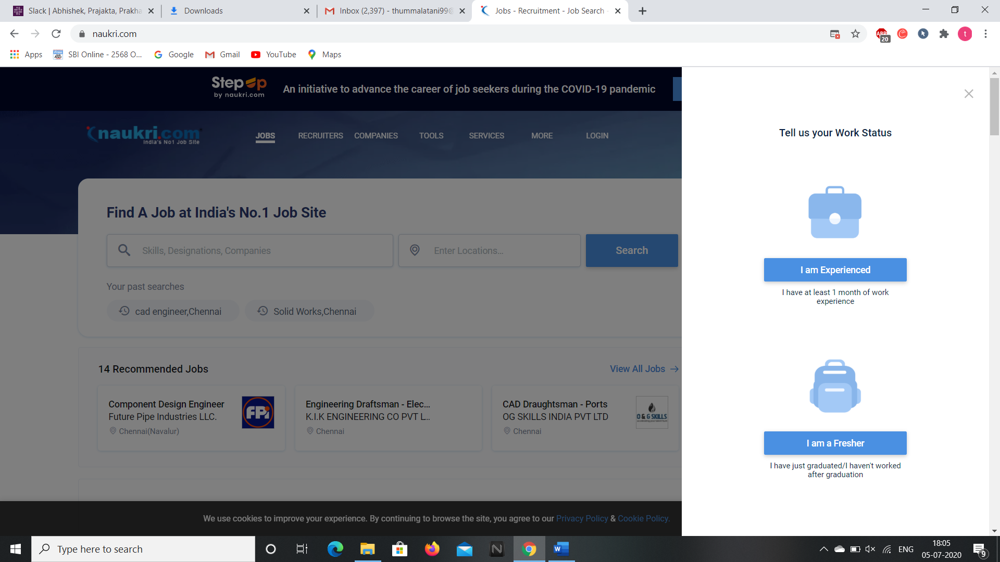 Slack | Abhishek, Prajakta, Prakha
Downloads
Inbox (2,397) - thummalatani99@
Jobs - Recruitment - Job Search -
naukri.com
ABP
20
t
Apps
SBI Online - 2568 O...
Google
Gmail
YouTube
Maps
StepUp
by naukri.com
An initiative to advance the career of job seekers during the COVID-19 pandemic
naukri.com
India's No1 Job Site
JOBS
RECRUITERS
COMPANIES
TOOLS
SERVICES
MORE
LOGIN
Find A Job at India's No.1 Job Site
Skills, Designations, Companies
Enter Locations...
Search
Your past searches
cad engineer,Chennai
Solid Works,Chennai
14 Recommended Jobs
View All Jobs
Component Design Engineer
Future Pipe Industries LLC.
Chennai(Navalur)
FPi
Engineering Draftsman - Elec...
K.I.K ENGINEERING CO PVT L..
Chennai
CAD Draughtsman - Ports
OG SKILLS INDIA PVT LTD
Chennai
O & G SKILLS
We use cookies to improve your experience. By continuing to browse the site, you agree to our Privacy Policy & Cookie Policy.
Tell us your Work Status
I am Experienced
I have at least 1 month of work
experience
I am a Fresher
I have just graduated/I haven't worked
after graduation
Type here to search
N
W
ENG
18:05
05-07-2020
9